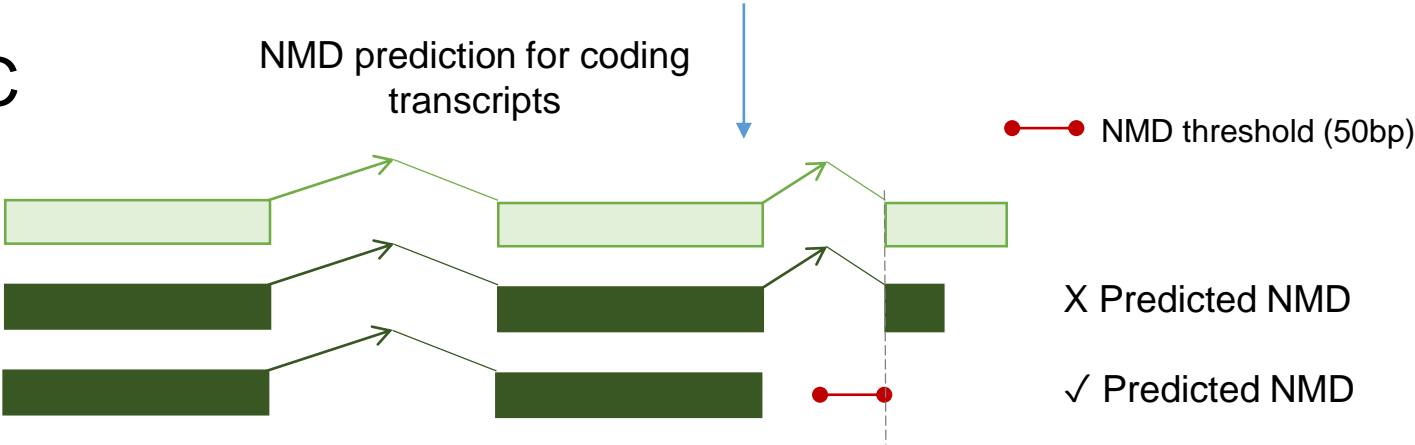 C
NMD prediction for coding
transcripts
NMD threshold (50bp)
X Predicted NMD
✓ Predicted NMD